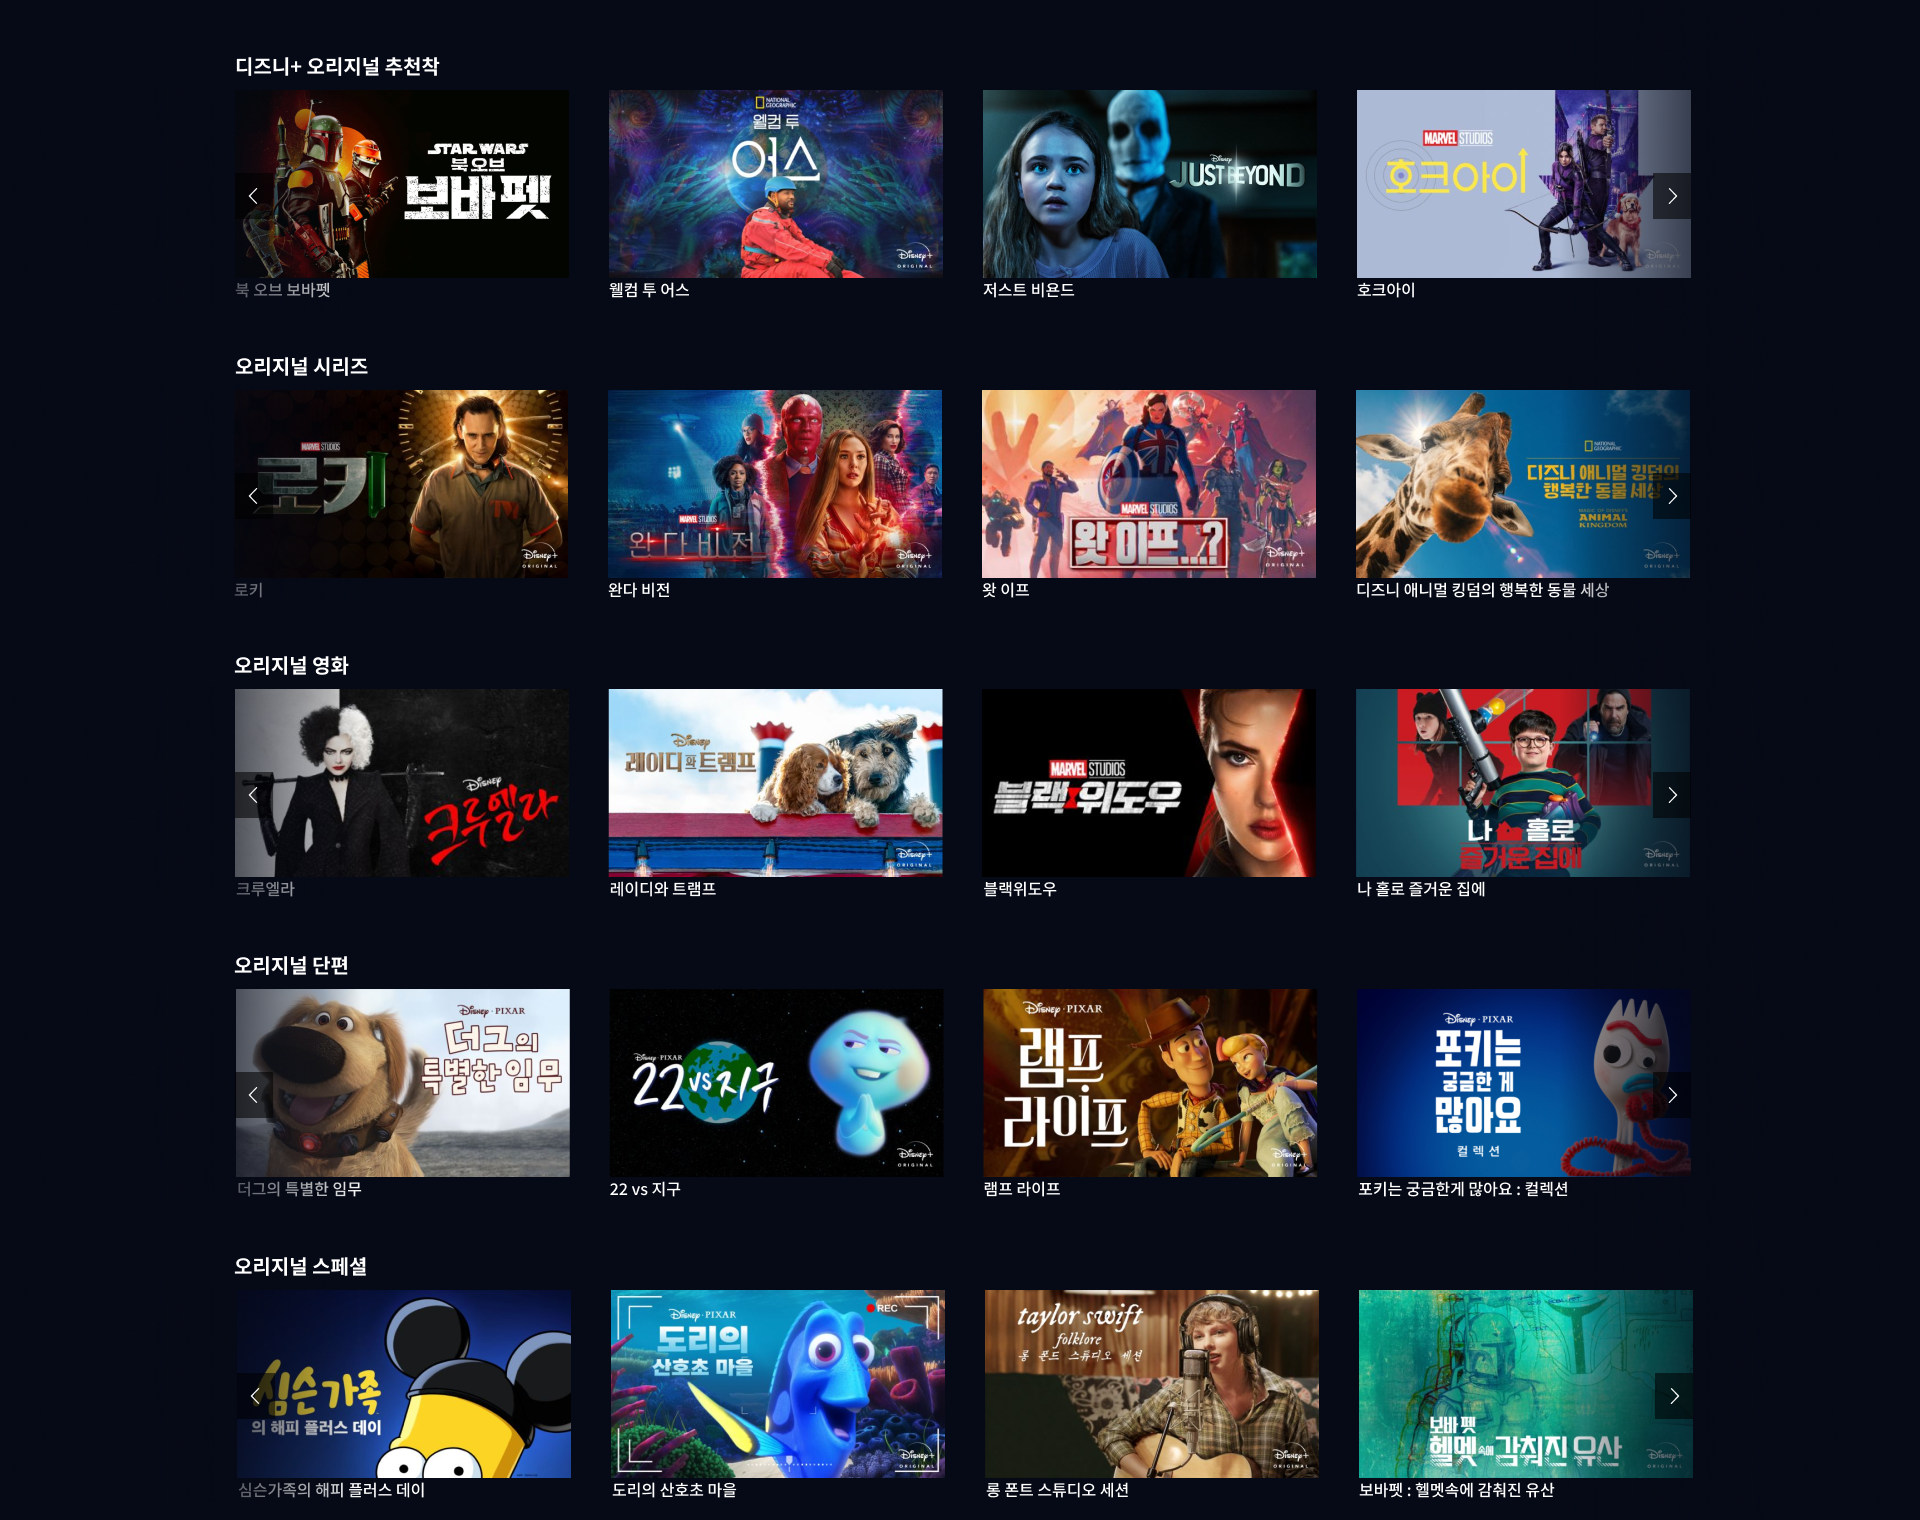 디즈니+ 오리지널 추천작
STAR WARS
북 오브
보바 펫
NATIONAL GEOGRAPHIC
웰컴 투
어스
Disney+
ORIGINAL
Disney
JUST BEYOND
MARVEL STUDIOS
호크아이
Disney+
ORIGINAL
북 오브 보바펫
웰컴 투 어스
저스트 비욘드
호크아이
오리지널 시리즈
MARVEL STUDIOS
로키
Disney+
ORIGINAL
MARVEL STUDIOS
완다비전
Disney+
ORIGINAL
MARVEL STUDIOS
왓 이프...?
Disney+
ORIGINAL
NATIONAL GEOGRAPHIC
디즈니 애니멀 킹덤의
행복한 동물 세상
MAGIC OF DISNEY'S
ANIMAL
KINGDOM
Disney+
ORIGINAL
로키
완다 비전
왓 이프
디즈니 애니멀 킹덤의 행복한 동물 세상
오리지널 영화
Disney
크루엘라
Disney
레이디와 트램프
Disney+
ORIGINAL
MARVEL STUDIOS
블랙 위도우
나 홀로
즐거운 집에
Disney+
ORIGINAL
크루엘라
레이디와 트램프
블랙위도우
나 홀로 즐거운 집에
오리지널 단편
Disney · PIXAR
더그의
특별한 임무
Disney PIXAR
22 vs 지구
Disney+
ORIGINAL
Disney · PIXAR
램프
라이프
Disney+
ORIGINAL
Disney · PIXAR
포키는
궁금한 게
많아요
컬렉션
더그의 특별한 임무
22 vs 지구
램프 라이프
포키는 궁금한게 많아요 : 컬렉션
오리지널 스페셜
심슨 가족
의 해피 플러스 데이
Disney · PIXAR
도리의
산호초 마을
REC
Disney+
ORIGINAL
taylor swift
folklore
롱 폰드 스튜디오 세션
Disney+
ORIGINAL
보바 펫
헬멧 속에 감춰진 유산
Disney+
ORIGINAL
심슨가족의 해피 플러스 데이
도리의 산호초 마을
롱 폰트 스튜디오 세션
보바펫 : 헬멧속에 감춰진 유산